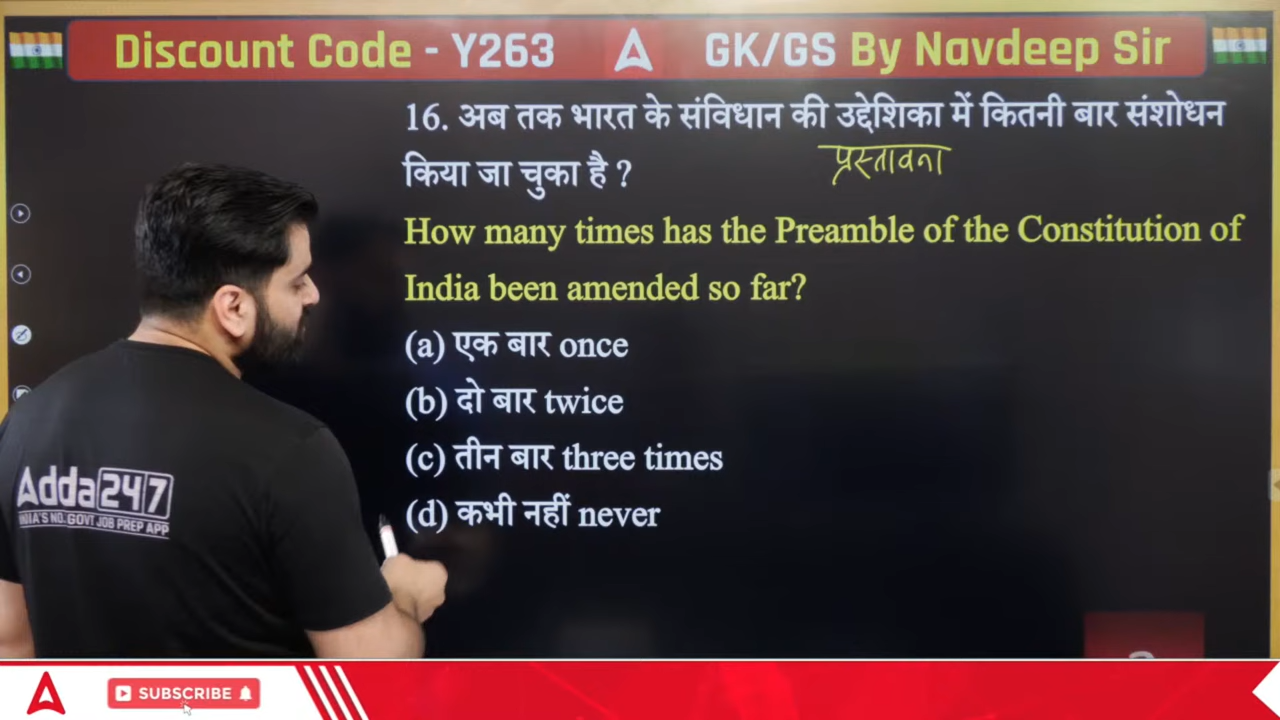 Discount Code - Y263 GK/GS By Navdeep Sir
16. अब तक भारत के संविधान की उद्देशिका में कितनी बार संशोधन
प्रस्तावना
किया जा चुका है ?
How many times has the Preamble of the Constitution of
India been amended so far?
(a) एक बार once
(b) दो बार twice
(c) तीन बार three times
(d) कभी नहीं never
Adda247
INDIA'S NO. GOVT JOB PREP APP
SUBSCRIBE